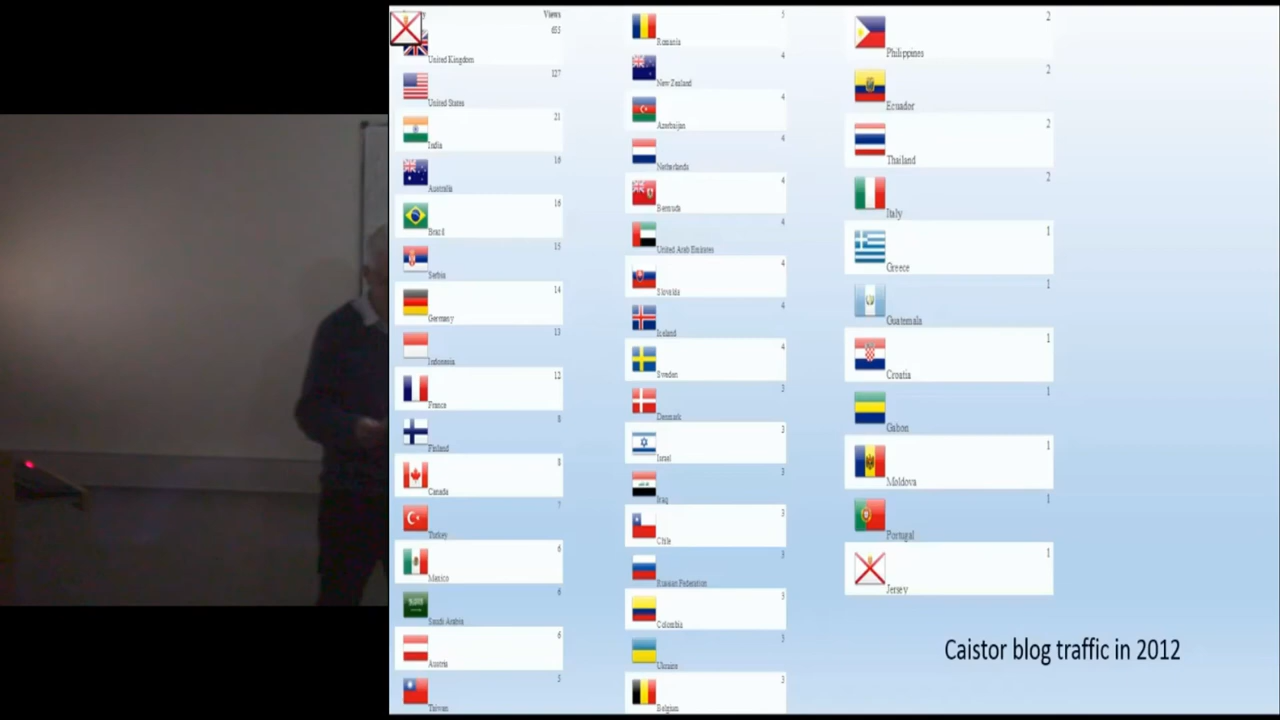 Views
653
United Kingdom
127
United States
21
India
16
Australia
16
Brazil
15
Serbia
14
Germany
13
Indonesia
12
France
8
Finland
8
Canada
7
Turkey
6
Mexico
6
Saudi Arabia
6
Austria
5
Taiwan
5
Romania
4
New Zealand
4
Azerbaijan
4
Netherlands
4
Bermuda
4
United Arab Emirates
4
Slovakia
4
Iceland
4
Sweden
3
Denmark
3
Israel
3
Iraq
3
Chile
3
Russian Federation
3
Colombia
3
Ukraine
3
Belgium
2
Philippines
2
Ecuador
2
Thailand
2
Italy
1
Greece
1
Guatemala
1
Croatia
1
Gabon
1
Moldova
1
Portugal
1
Jersey
Caistor blog traffic in 2012